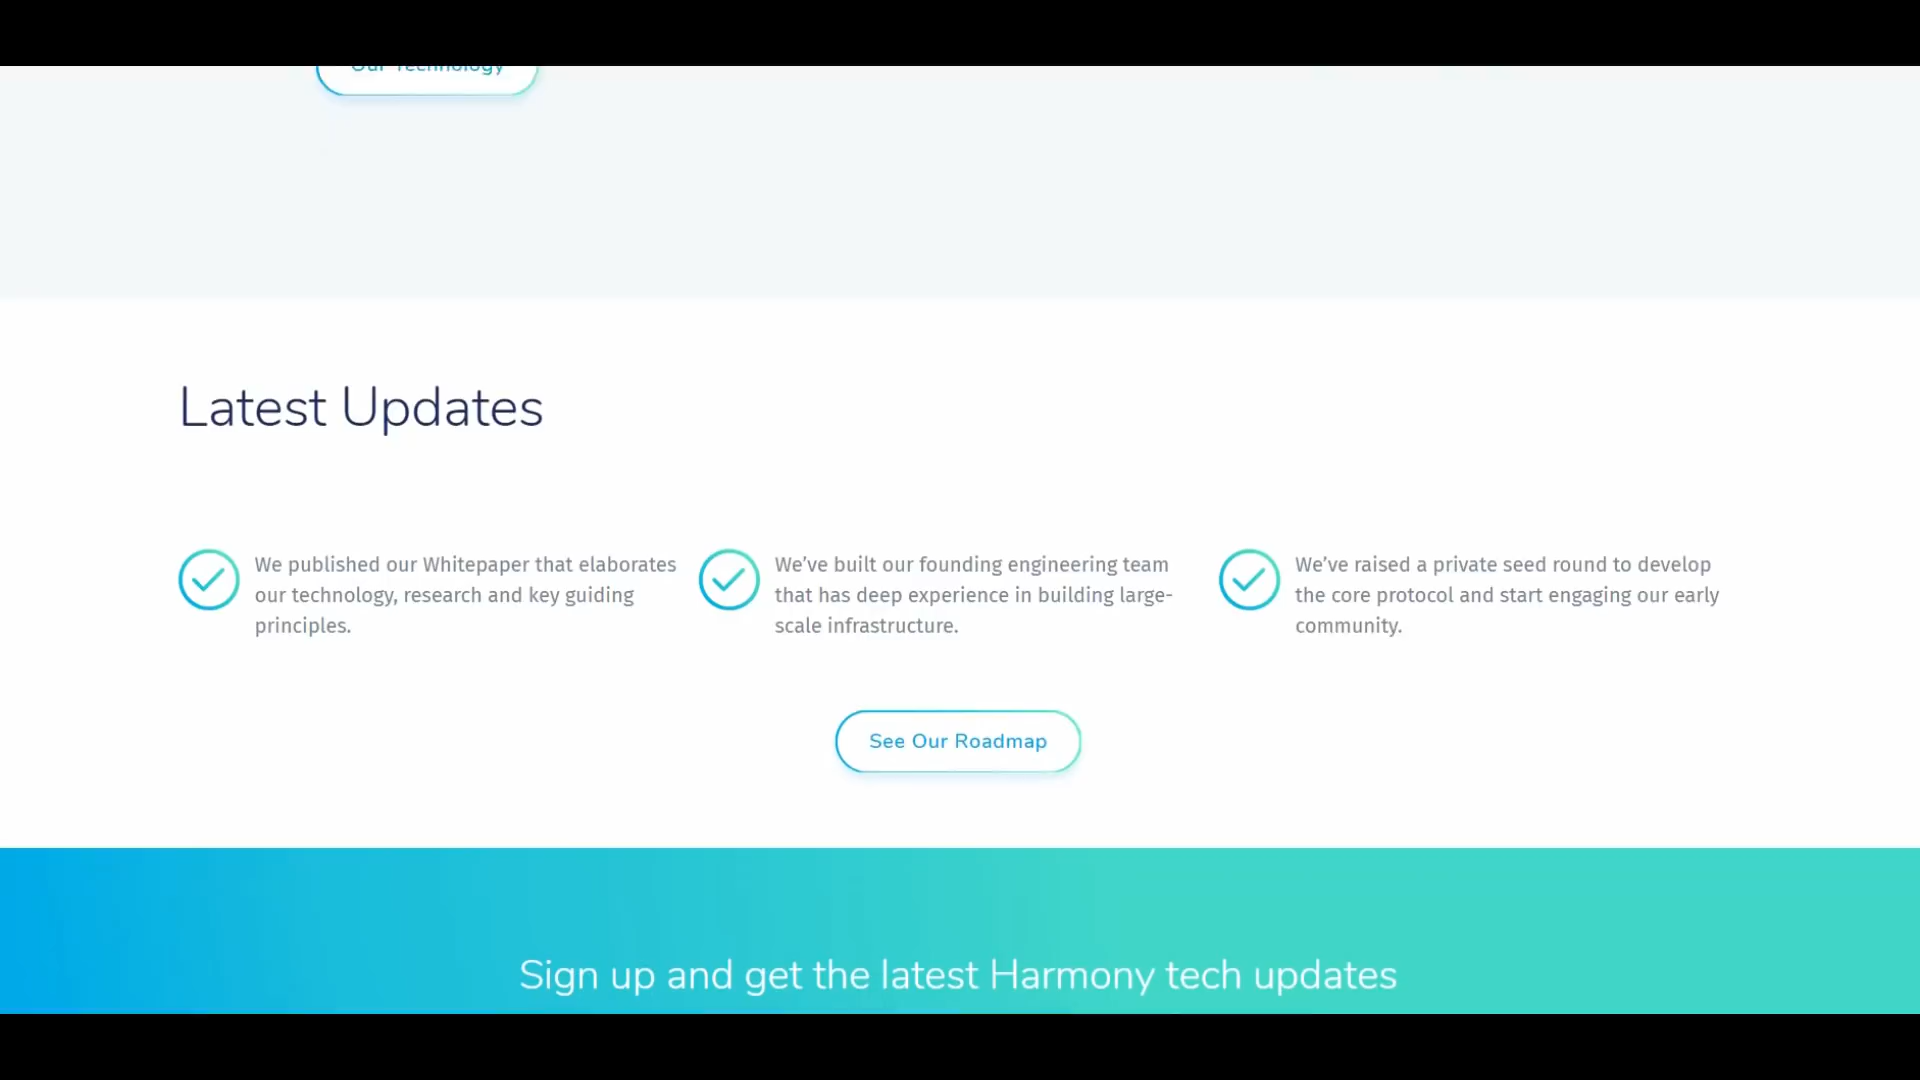 Our Technology
Latest Updates
We published our Whitepaper that elaborates
our technology, research and key guiding
principles.
We’ve built our founding engineering team
that has deep experience in building large-
scale infrastructure.
We’ve raised a private seed round to develop
the core protocol and start engaging our early
community.
See Our Roadmap
Sign up and get the latest Harmony tech updates